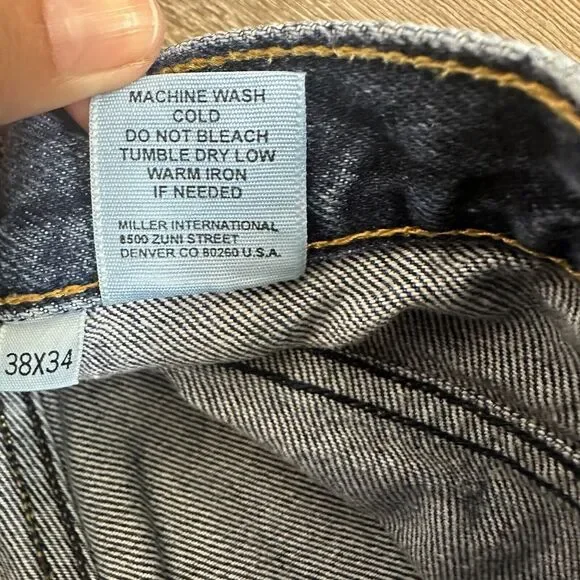 MACHINE WASH
COLD
DO NOT BLEACH
TUMBLE DRY LOW
WARM IRON
IF NEEDED
MILLER INTERNATIONAL
8500 ZUNI STREET
DENVER CO 80260 U.S.A.
38X34